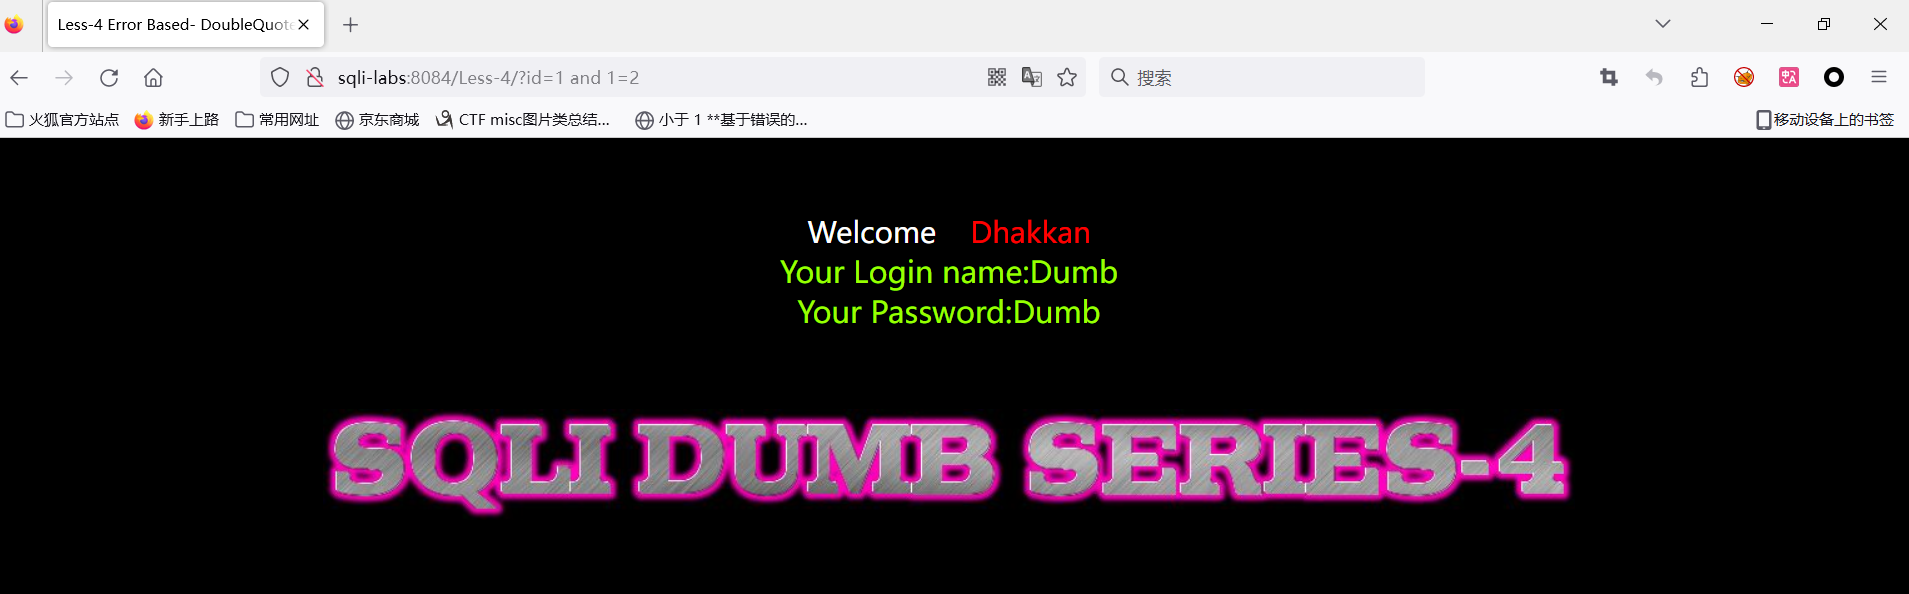 Less-4 Error Based- DoubleQuote
sqli-labs:8084/Less-4/?id=1 and 1=2
搜索
火狐官方站点 新手上路 常用网址 京东商城 CTF misc图片类总结... 小于 1 **基于错误的... 移动设备上的书签
Welcome Dhakkan
Your Login name:Dumb
Your Password:Dumb
SQLI DUMB SERIES-4